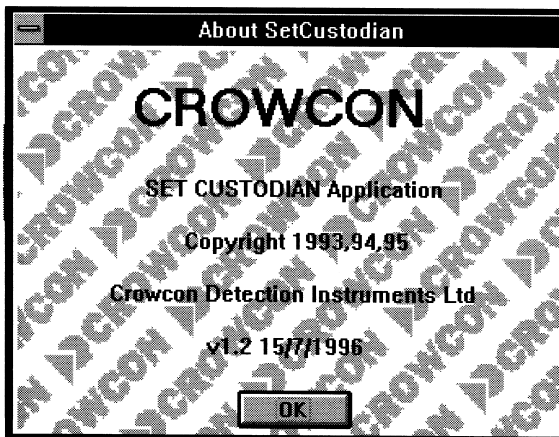 About SetCustodian
CROWCON
SET CUSTODIAN Application
Copyright 1993,94,95
Crowcon Detection Instruments Ltd
v1.2 15/7/1996
OK